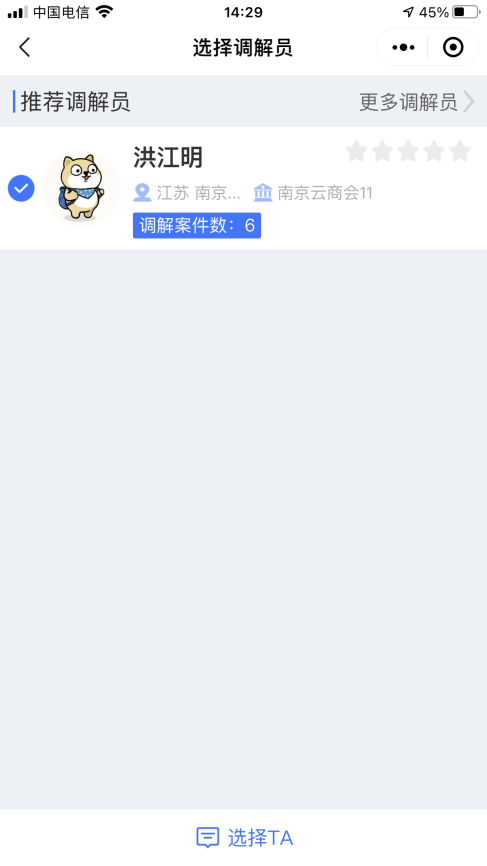 中国电信 14:29 45%
选择调解员
推荐调解员 更多调解员
洪江明
江苏 南京... 南京云商会11
调解案件数：6
选择TA